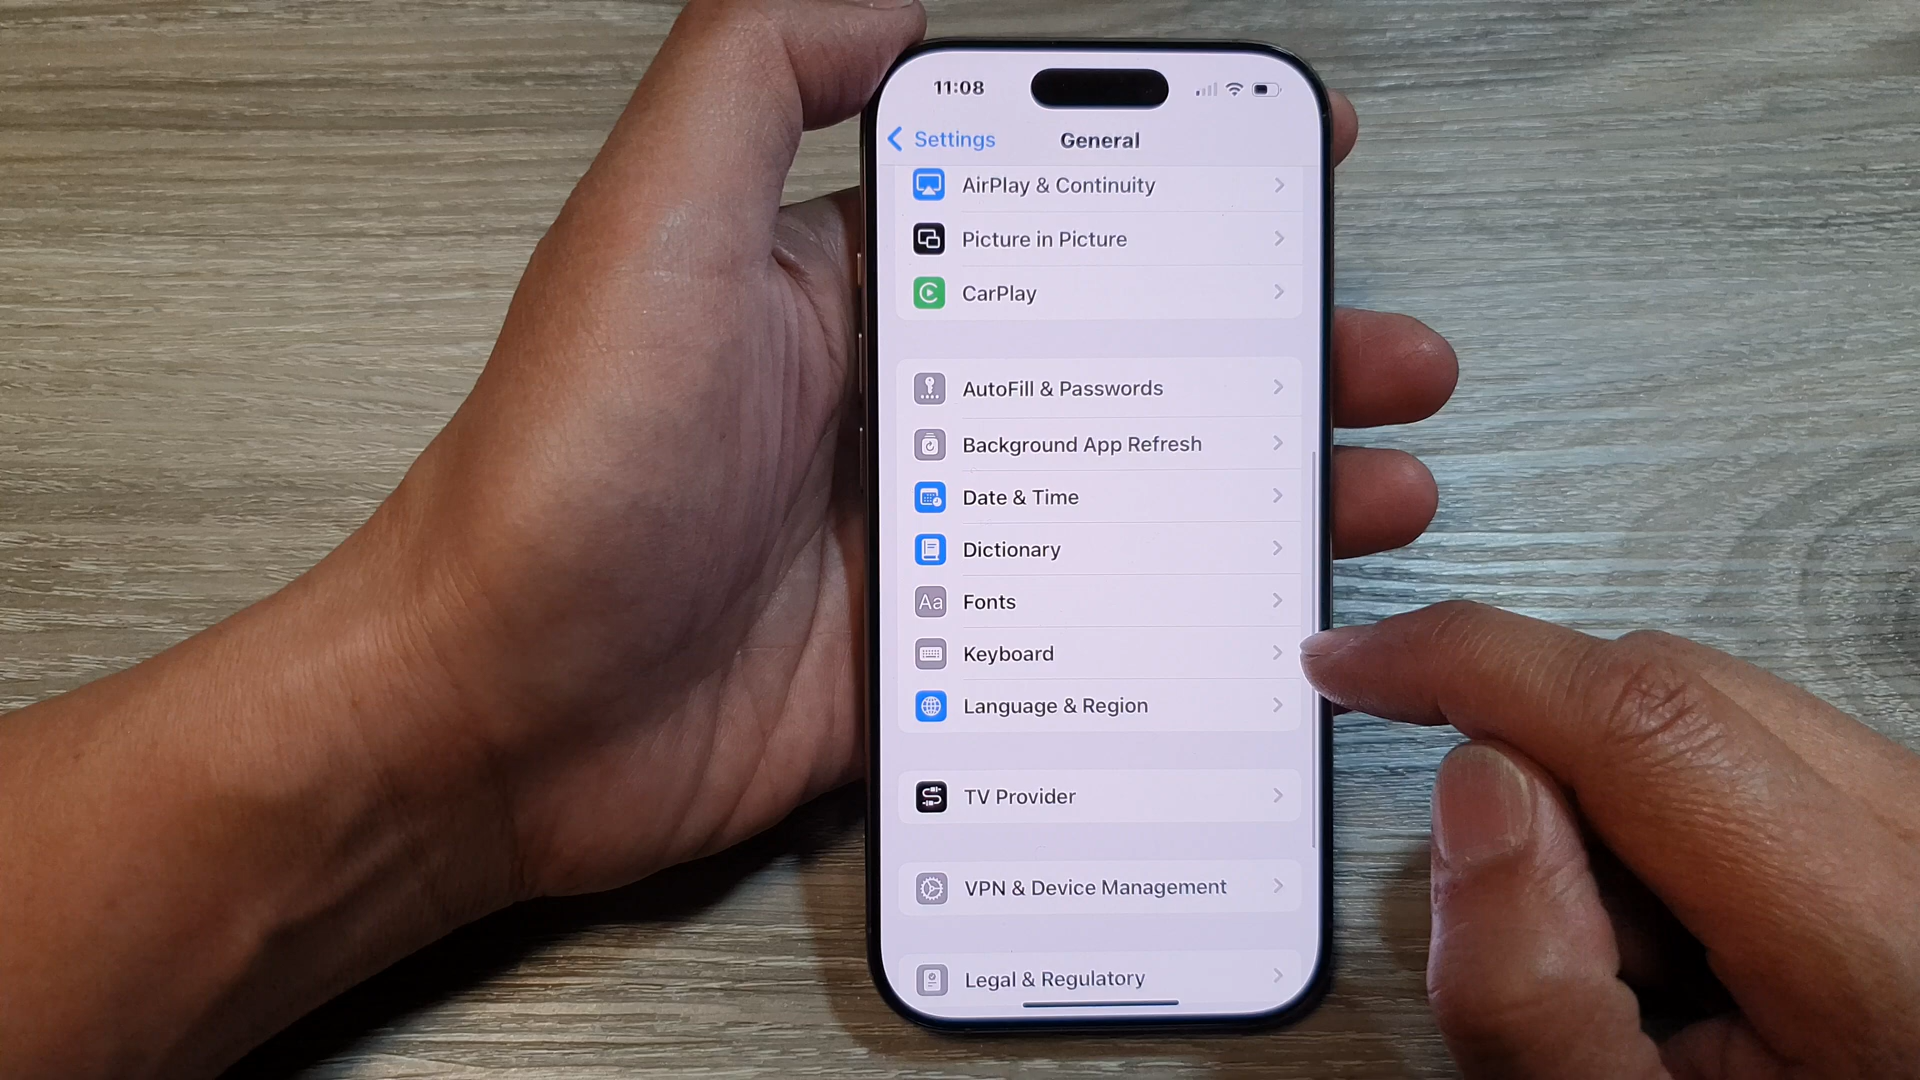 11:08
Settings
General
AirPlay & Continuity
Picture in Picture
CarPlay
AutoFill & Passwords
Background App Refresh
Date & Time
Dictionary
Aa Fonts
Keyboard
Language & Region
TV Provider
VPN & Device Management
Legal & Regulatory